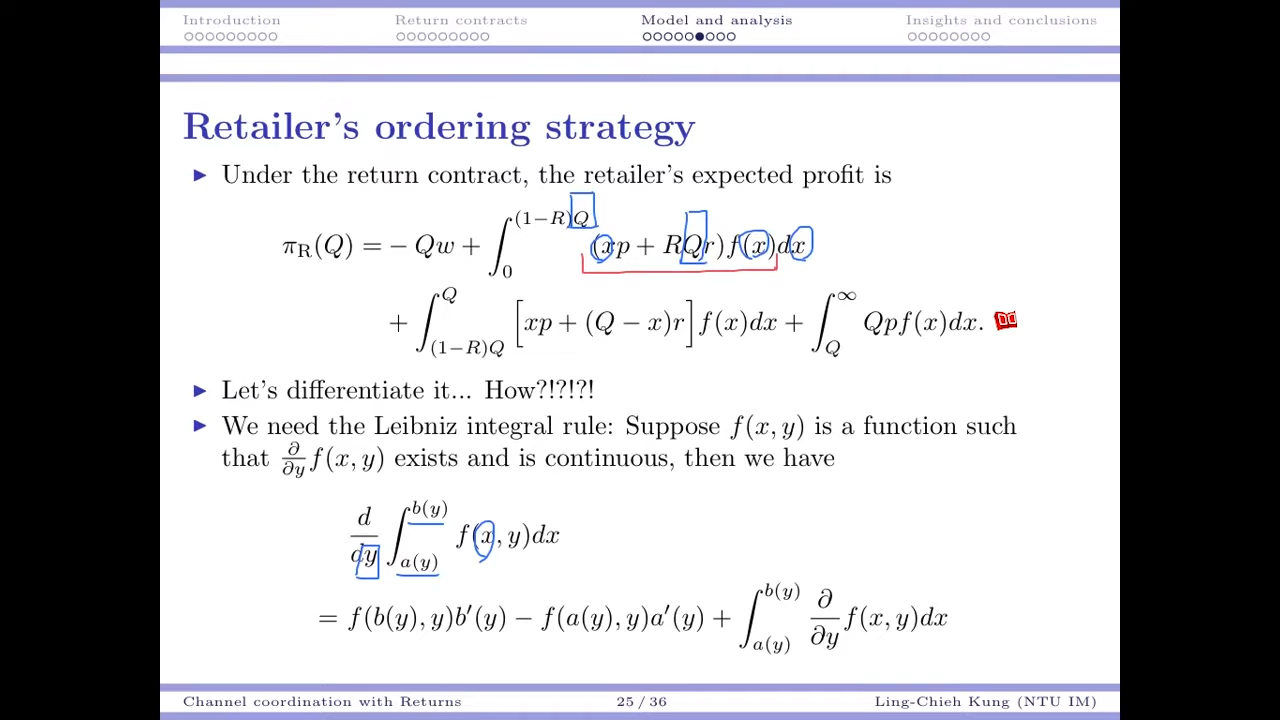 Introduction Return contracts Model and analysis Insights and conclusions
Retailer's ordering strategy
▶ Under the return contract, the retailer's expected profit is
π_R(Q) = − Qw + ∫_0^{(1−R)Q} (xp + RQr)f(x)dx
+ ∫_{(1−R)Q}^{Q} [xp + (Q − x)r] f(x)dx + ∫_Q^∞ Qpf(x)dx.
▶ Let's differentiate it... How?!?!?!
▶ We need the Leibniz integral rule: Suppose f(x, y) is a function such
that ∂/∂y f(x, y) exists and is continuous, then we have
d/dy ∫_{a(y)}^{b(y)} f(x, y)dx
= f(b(y), y)b′(y) − f(a(y), y)a′(y) + ∫_{a(y)}^{b(y)} ∂/∂y f(x, y)dx
Channel coordination with Returns 25 / 36 Ling-Chieh Kung (NTU IM)